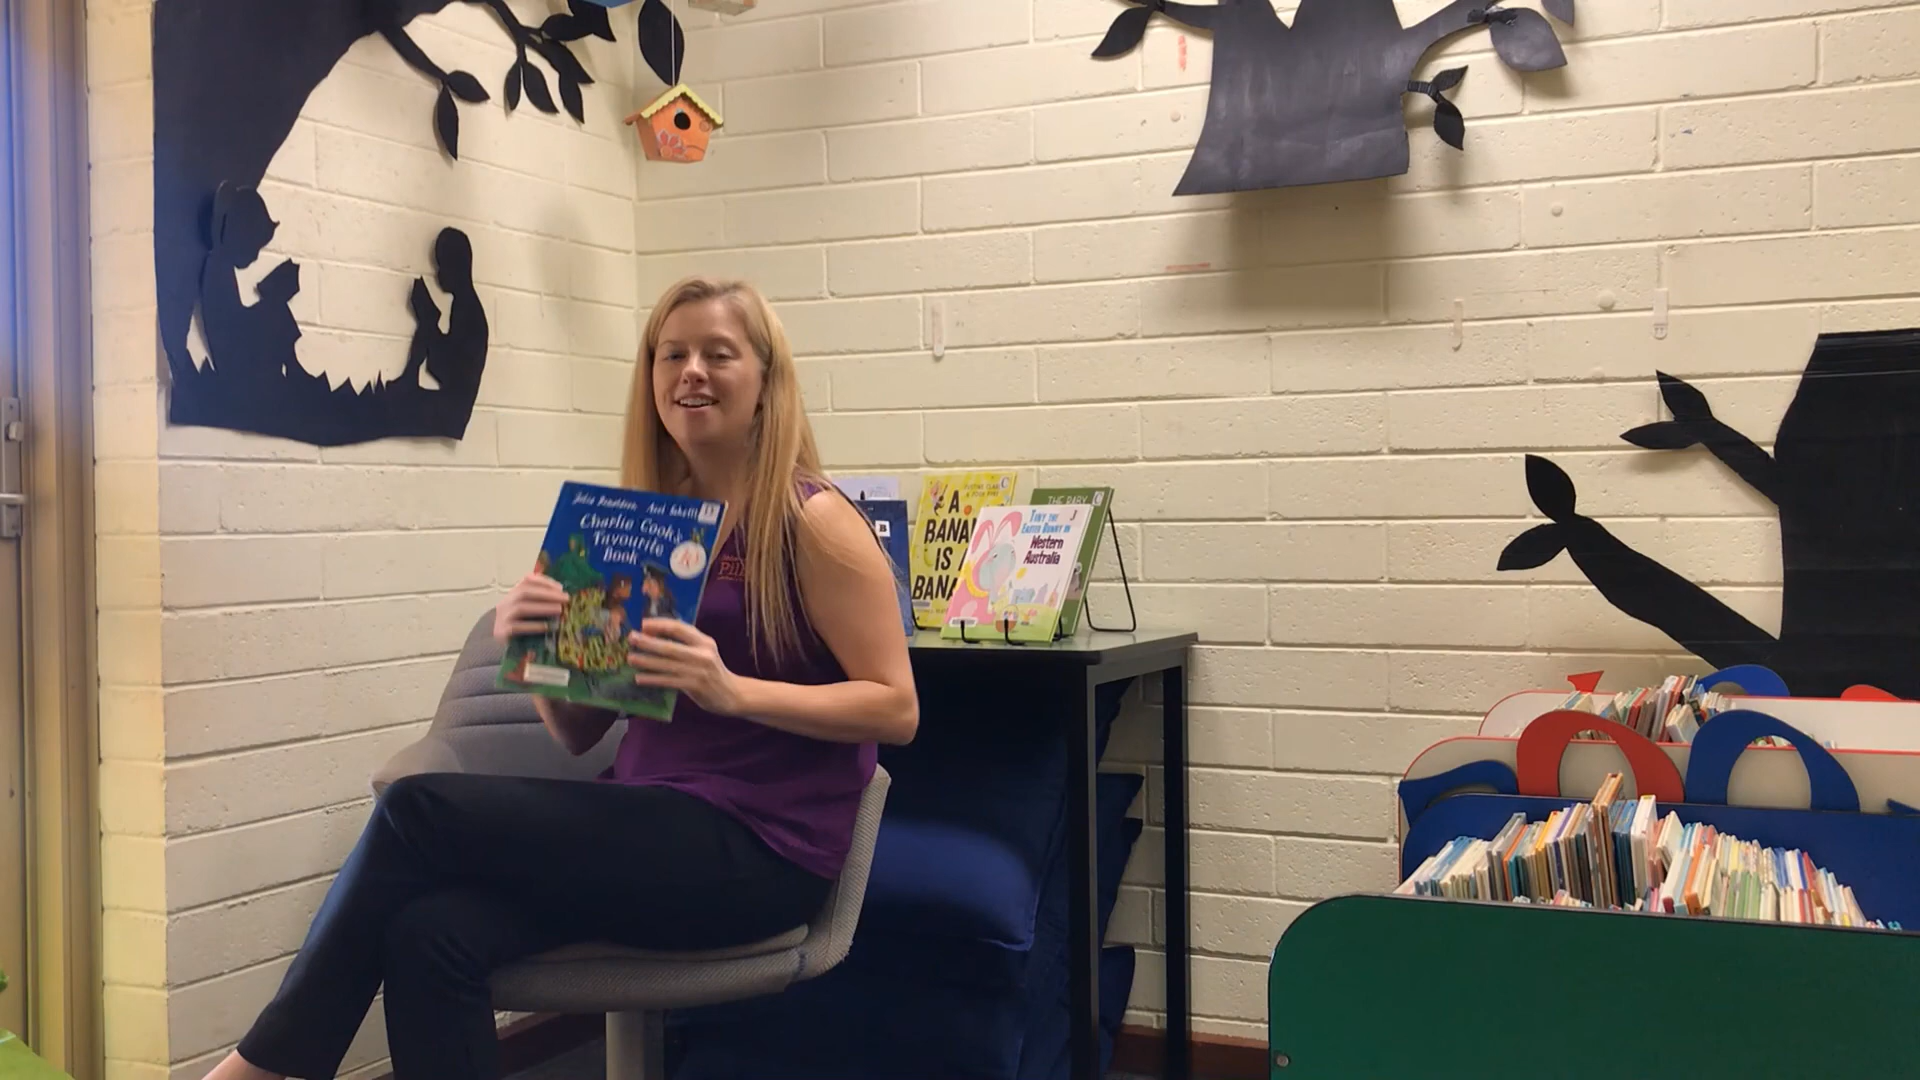 Julia Donaldson Axel Scheffler
Charlie Cook's
Favourite
Book
A
BANA
IS A
BANA
THE BABY
C
C
J
B
Tiny the
Easter Bunny in
Western
Australia